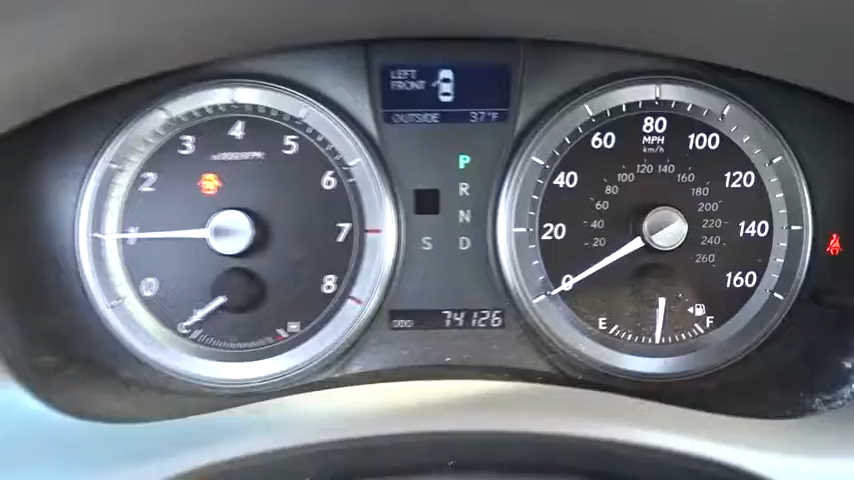 LEFT
FRONT
OUTSIDE 37°F
0 1 2 3 4 5 6 7 8
x1000RPM
C H
P
R
N
S D
ODO 74126
0 20 40 60 80 100 120 140 160
MPH
km/h
20 40 60 80 100 120 140 160 180 200 220 240 260
E F